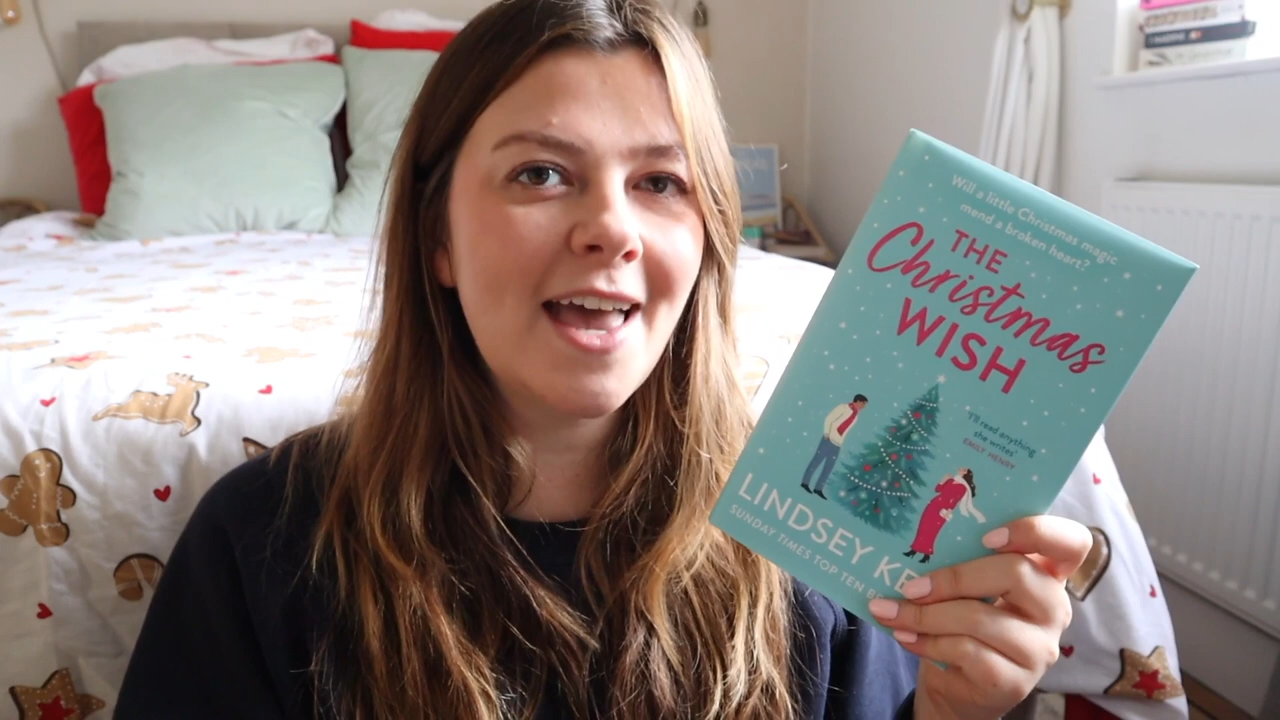 Will a little Christmas magic
mend a broken heart?
THE
Christmas
WISH
'I'll read anything
she writes'
EMILY HENRY
LINDSEY KE
SUNDAY TIMES TOP TEN BE